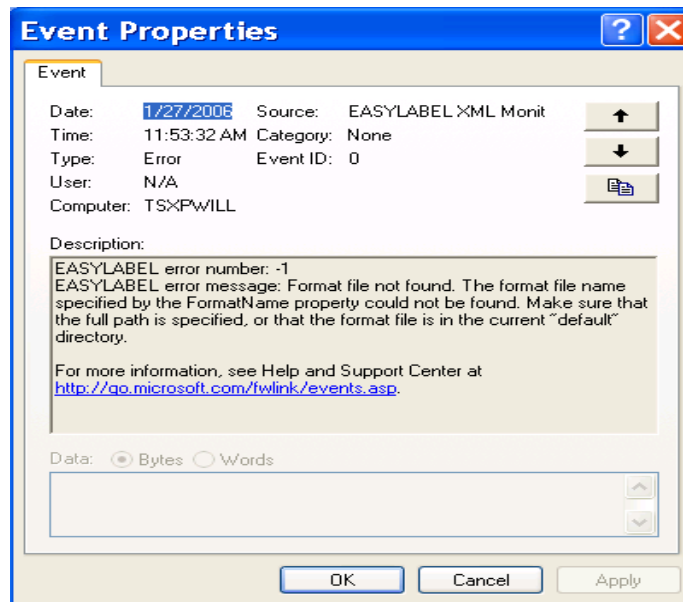 Event Properties
Event
Date: 1/27/2006 Source: EASYLABEL XML Monit
Time: 11:53:32 AM Category: None
Type: Error Event ID: 0
User: N/A
Computer: TSXPWILL
Description:
EASYLABEL error number: -1
EASYLABEL error message: Format file not found. The format file name
specified by the FormatName property could not be found. Make sure that
the full path is specified, or that the format file is in the current "default"
directory.
For more information, see Help and Support Center at
http://go.microsoft.com/fwlink/events.asp.
Data: Bytes Words
OK Cancel Apply